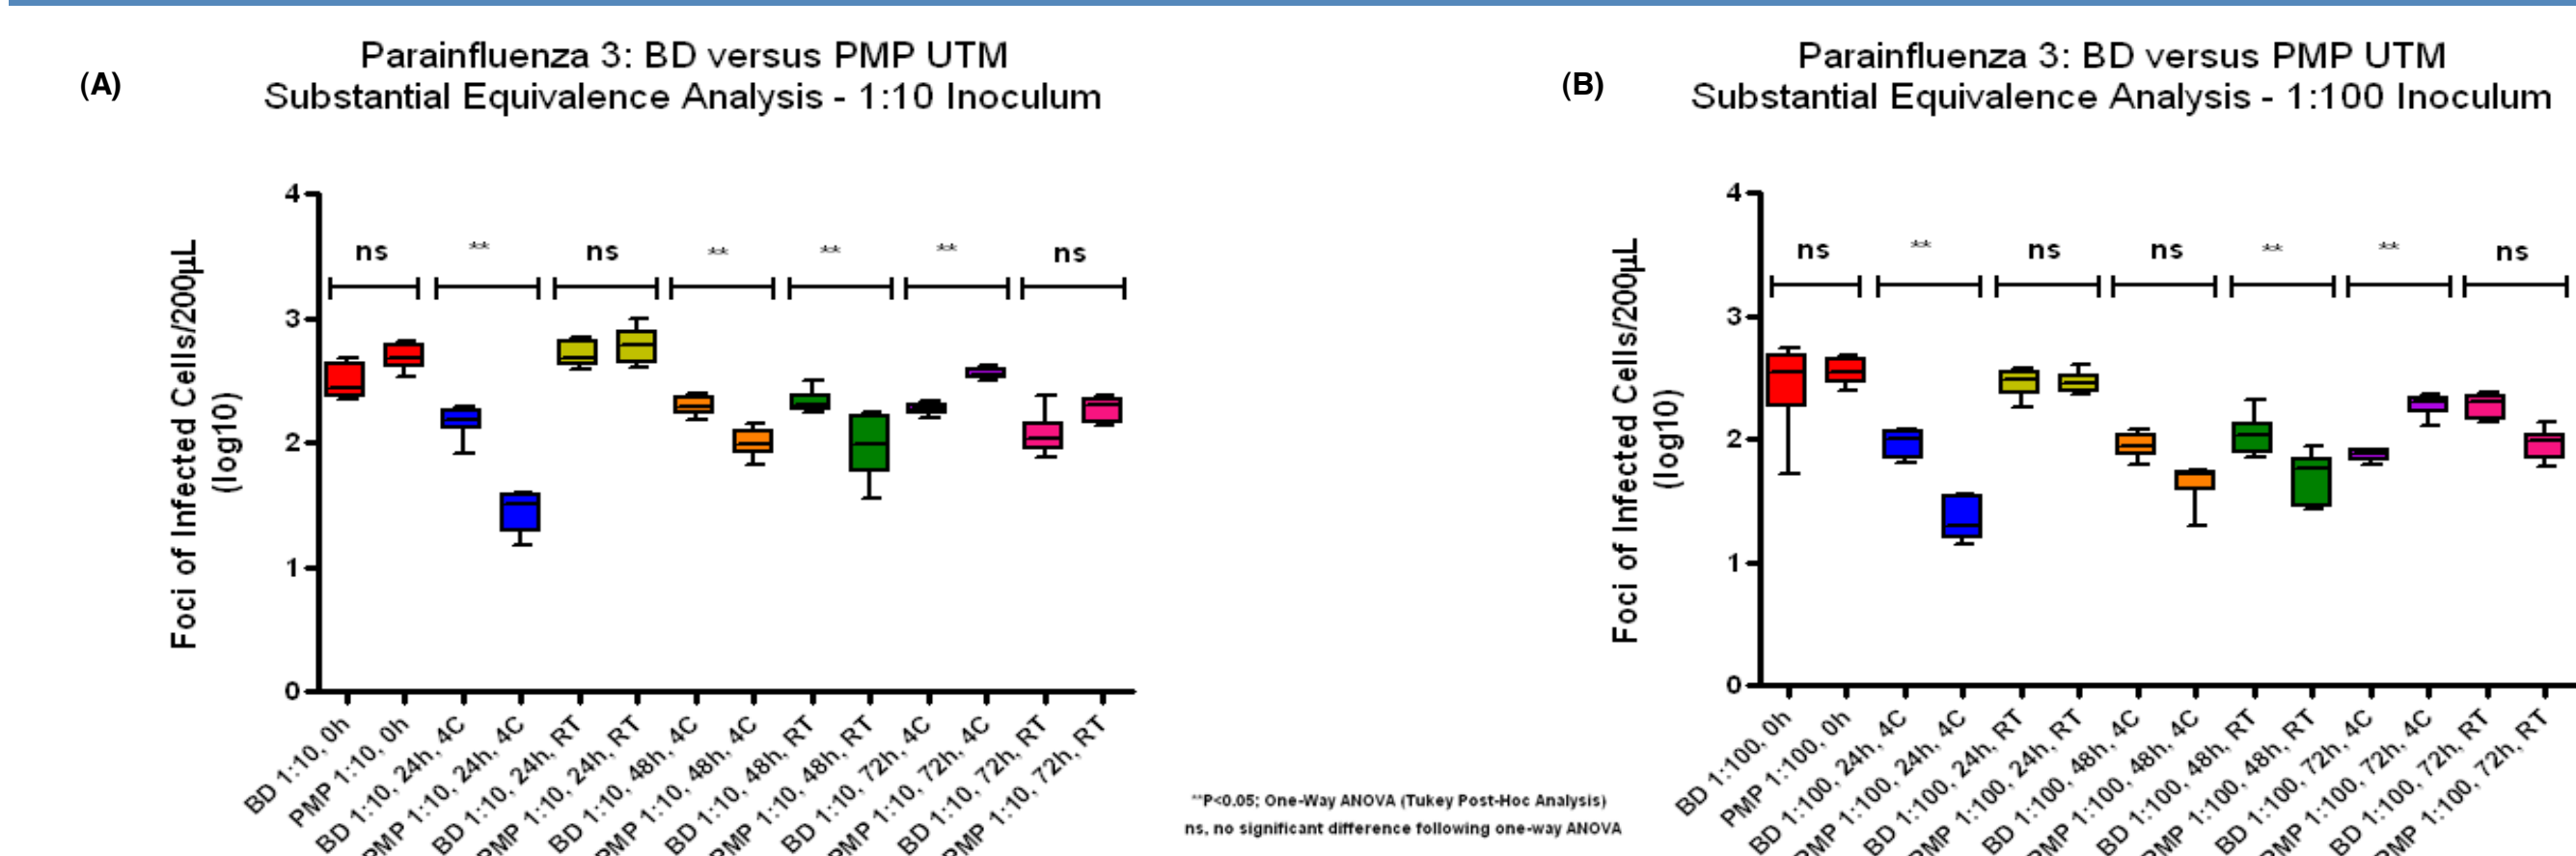 (A)
Parainfluenza 3: BD versus PMP UTM
Substantial Equivalence Analysis - 1:10 Inoculum
Foci of Infected Cells/200µL
(log10)
4
3
2
1
0
ns
**
ns
**
**
**
ns
BD 1:10, 0h
PMP 1:10, 0h
BD 1:10, 24h, 4C
PMP 1:10, 24h, 4C
BD 1:10, 24h, RT
PMP 1:10, 24h, RT
BD 1:10, 48h, 4C
PMP 1:10, 48h, 4C
BD 1:10, 48h, RT
PMP 1:10, 48h, RT
BD 1:10, 72h, 4C
PMP 1:10, 72h, 4C
BD 1:10, 72h, RT
PMP 1:10, 72h, RT
**P<0.05; One-Way ANOVA (Tukey Post-Hoc Analysis)
ns, no significant difference following one-way ANOVA
(B)
Parainfluenza 3: BD versus PMP UTM
Substantial Equivalence Analysis - 1:100 Inoculum
Foci of Infected Cells/200µL
(log10)
4
3
2
1
0
ns
**
ns
ns
**
**
ns
BD 1:100, 0h
PMP 1:100, 0h
BD 1:100, 24h, 4C
PMP 1:100, 24h, 4C
BD 1:100, 24h, RT
PMP 1:100, 24h, RT
BD 1:100, 48h, 4C
PMP 1:100, 48h, 4C
BD 1:100, 48h, RT
PMP 1:100, 48h, RT
BD 1:100, 72h, 4C
PMP 1:100, 72h, 4C
BD 1:100, 72h, RT
PMP 1:100, 72h, RT